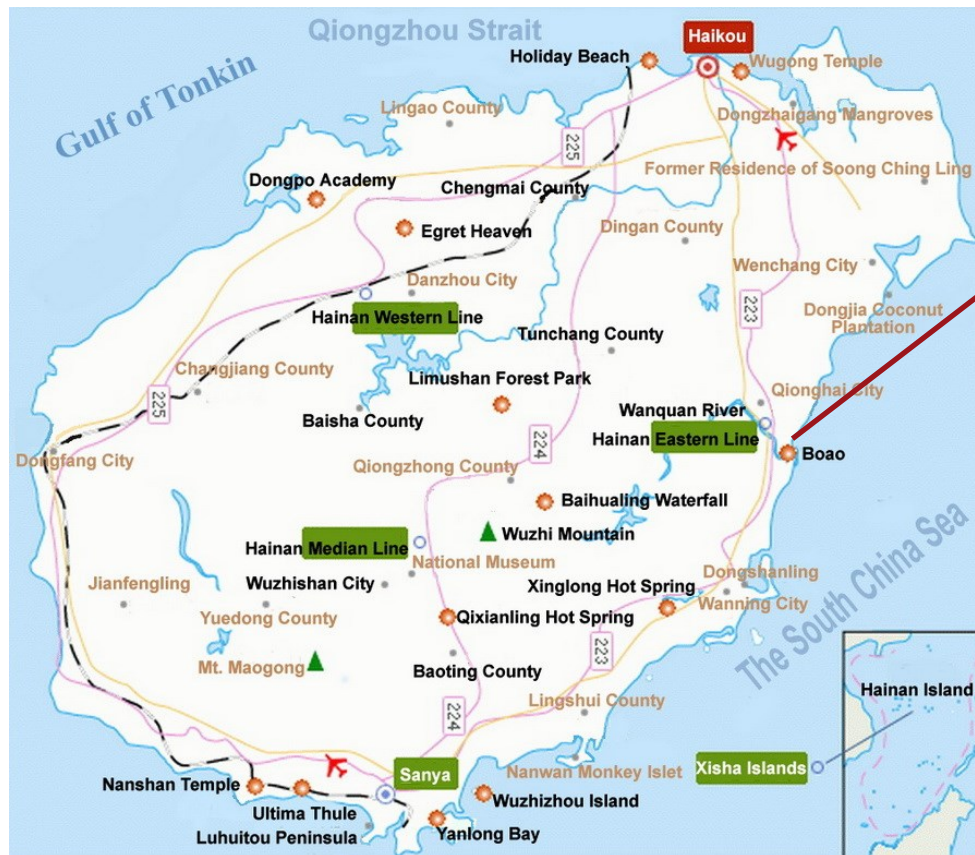 Qiongzhou Strait
Haikou
Holiday Beach
Wugong Temple
Gulf of Tonkin
Lingao County
Dongzhaigang Mangroves
225
Former Residence of Soong Ching Ling
Dongpo Academy
Chengmai County
Egret Heaven
Dingan County
Wenchang City
Danzhou City
Hainan Western Line
223
Dongjia Coconut
Plantation
Tunchang County
Changjiang County
Limushan Forest Park
Qionghai City
225
Baisha County
Wanquan River
Hainan Eastern Line
224
Dongfang City
Qiongzhong County
Boao
Baihualing Waterfall
Wuzhi Mountain
Hainan Median Line
National Museum
The South China Sea
Jianfengling
Wuzhishan City
Xinglong Hot Spring
Dongshanling
Wanning City
Yuedong County
Qixianling Hot Spring
223
Mt. Maogong
Baoting County
Hainan Island
Lingshui County
224
Sanya
Nanwan Monkey Islet
Xisha Islands
Nanshan Temple
Wuzhizhou Island
Ultima Thule
Luhuitou Peninsula
Yanlong Bay